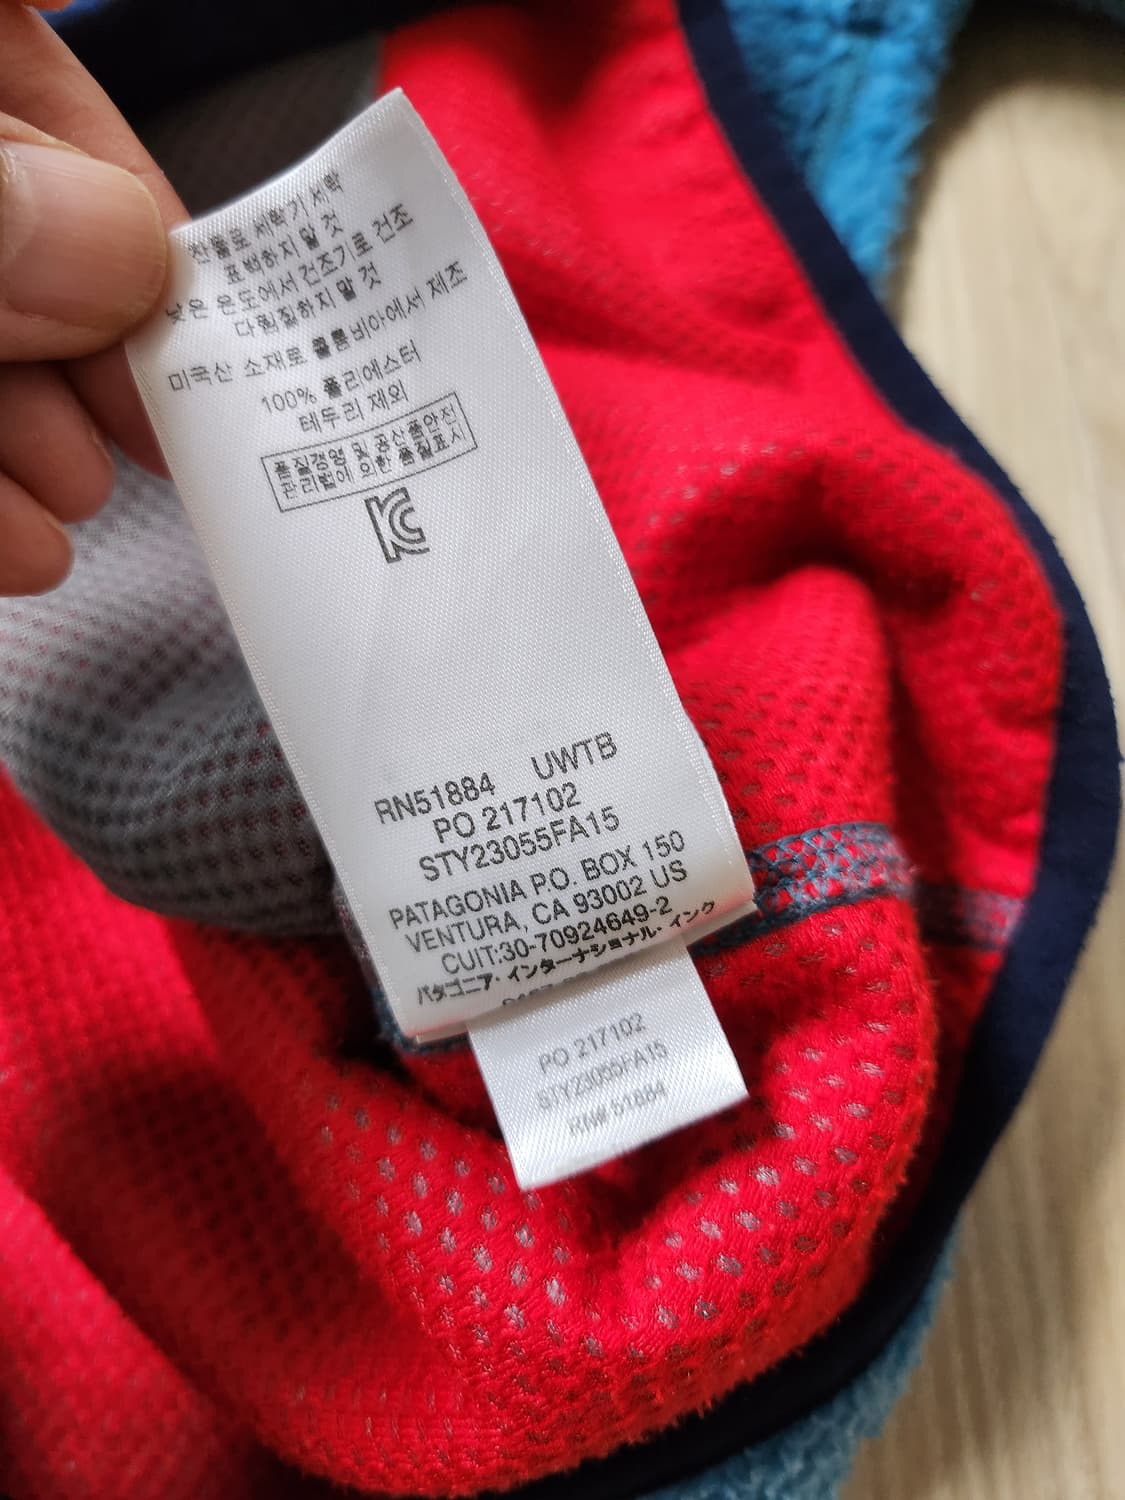 찬물로 세탁기 세탁
표백하지 말 것
낮은 온도에서 건조기로 건조
다림질하지 말 것
미국산 소재로 콜롬비아에서 제조
100% 폴리에스터
테두리 제외
품질경영 및 공산품안전
관리법에 의한 품질표시
KC
RN51884 UWTB
PO 217102
STY23055FA15
PATAGONIA P.O. BOX 150
VENTURA, CA 93002 US
CUIT:30-70924649-2
パタゴニア・インターナショナル・インク
PO 217102
STY23055FA15
RN# 51884